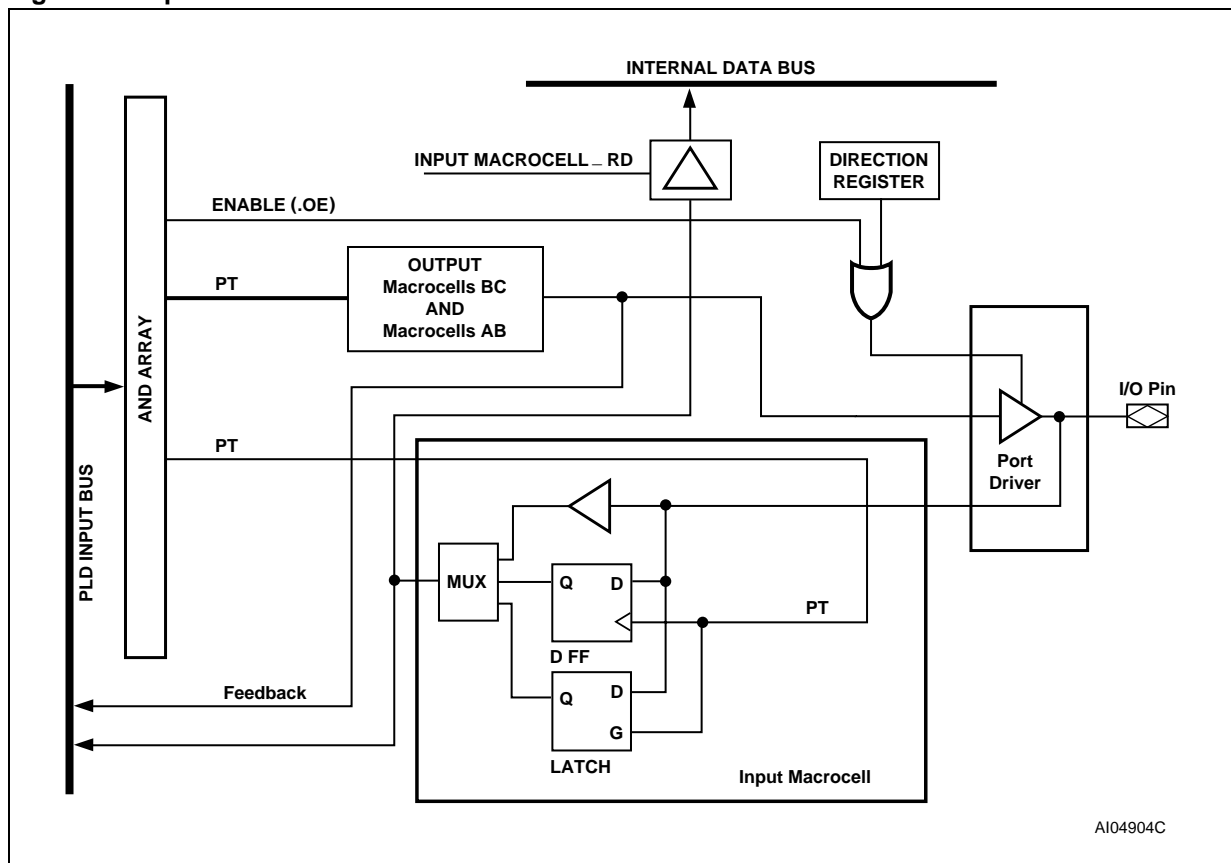 INTERNAL DATA BUS
INPUT MACROCELL_ RD
DIRECTION
REGISTER
ENABLE (.OE)
OUTPUT
Macrocells BC
AND
Macrocells AB
PT
AND ARRAY
PLD INPUT BUS
I/O Pin
Port
Driver
PT
MUX
Q
D
PT
D FF
Q
D
G
LATCH
Feedback
Input Macrocell
AI04904C